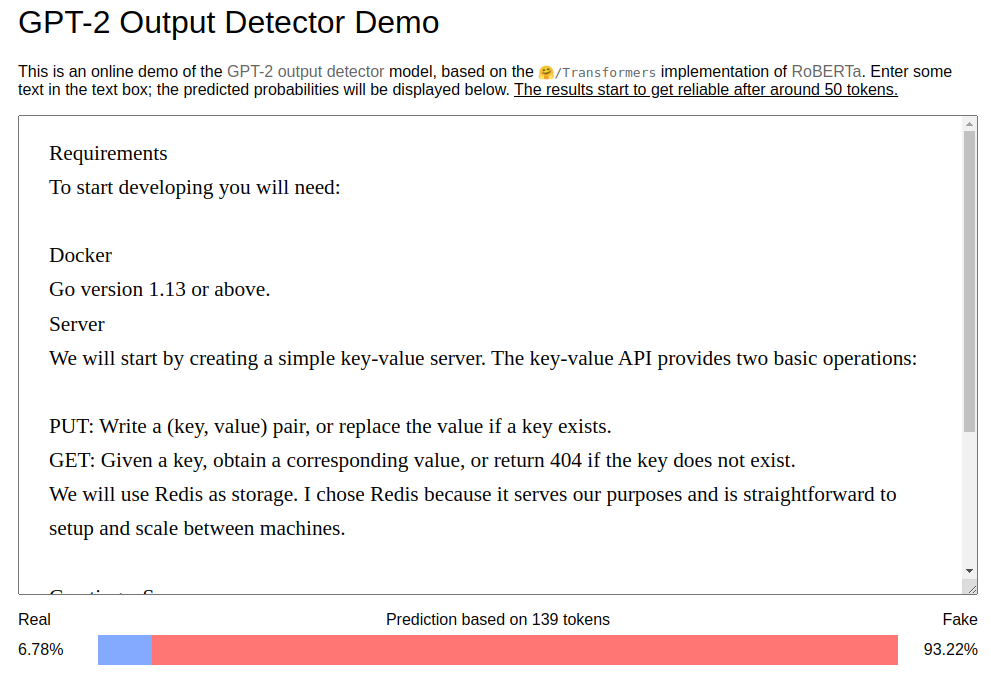 GPT-2 Output Detector Demo
This is an online demo of the GPT-2 output detector model, based on the 🤗/Transformers implementation of RoBERTa. Enter some
text in the text box; the predicted probabilities will be displayed below. The results start to get reliable after around 50 tokens.
Requirements
To start developing you will need:
Docker
Go version 1.13 or above.
Server
We will start by creating a simple key-value server. The key-value API provides two basic operations:
PUT: Write a (key, value) pair, or replace the value if a key exists.
GET: Given a key, obtain a corresponding value, or return 404 if the key does not exist.
We will use Redis as storage. I chose Redis because it serves our purposes and is straightforward to
setup and scale between machines.
Real
Prediction based on 139 tokens
Fake
6.78%
93.22%